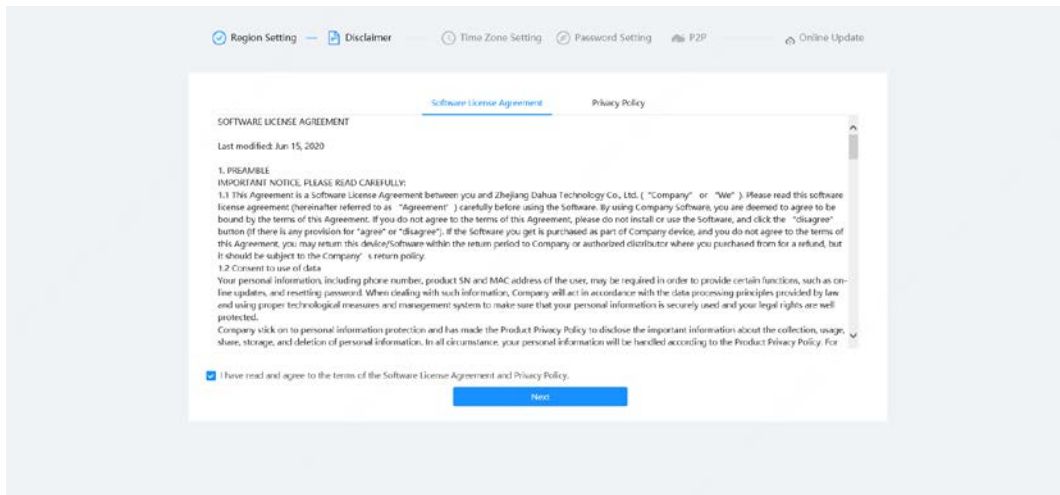 Region Setting
Disclaimer
Time Zone Setting
Password Setting
P2P
Online Update
Software License Agreement
Privacy Policy
SOFTWARE LICENSE AGREEMENT
Last modified: Jun 15, 2020
1. PREAMBLE
IMPORTANT NOTICE, PLEASE READ CAREFULLY:
1.1 This Agreement is a Software License Agreement between you and Zhejiang Dahua Technology Co., Ltd. ( "Company" or "We" ). Please read this software
license agreement (hereinafter referred to as "Agreement" ) carefully before using the Software. By using Company Software, you are deemed to agree to be
bound by the terms of this Agreement. If you do not agree to the terms of this Agreement, please do not install or use the Software, and click the "disagree"
button (if there is any provision for "agree" or "disagree"). If the Software you get is purchased as part of Company device, and you do not agree to the terms of
this Agreement, you may return this device/Software within the return period to Company or authorized distributor where you purchased from for a refund, but
it should be subject to the Company' s return policy.
1.2 Consent to use of data
Your personal information, including phone number, product SN and MAC address of the user, may be required in order to provide certain functions, such as on-
line updates, and resetting password. When dealing with such information, Company will act in accordance with the data processing principles provided by law
and using proper technological measures and management system to make sure that your personal information is securely used and your legal rights are well
protected.
Company stick on to personal information protection and has made the Product Privacy Policy to disclose the important information about the collection, usage,
share, storage, and deletion of personal information. In all circumstance, your personal information will be handled according to the Product Privacy Policy. For
I have read and agree to the terms of the Software License Agreement and Privacy Policy.
Next